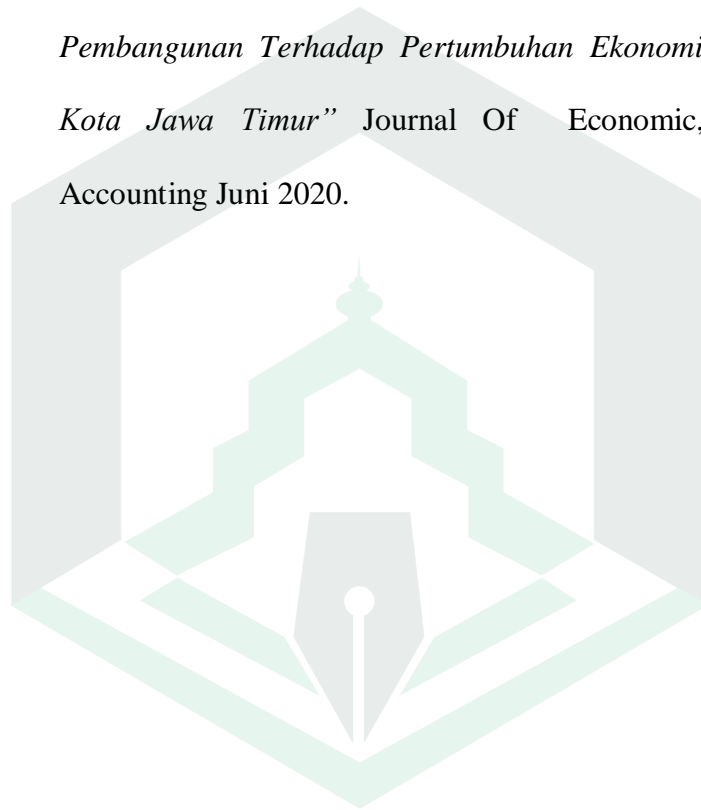 Pembangunan Terhadap Pertumbuhan Ekonomi
Kota Jawa Timur” Journal Of Economic,
Accounting Juni 2020.